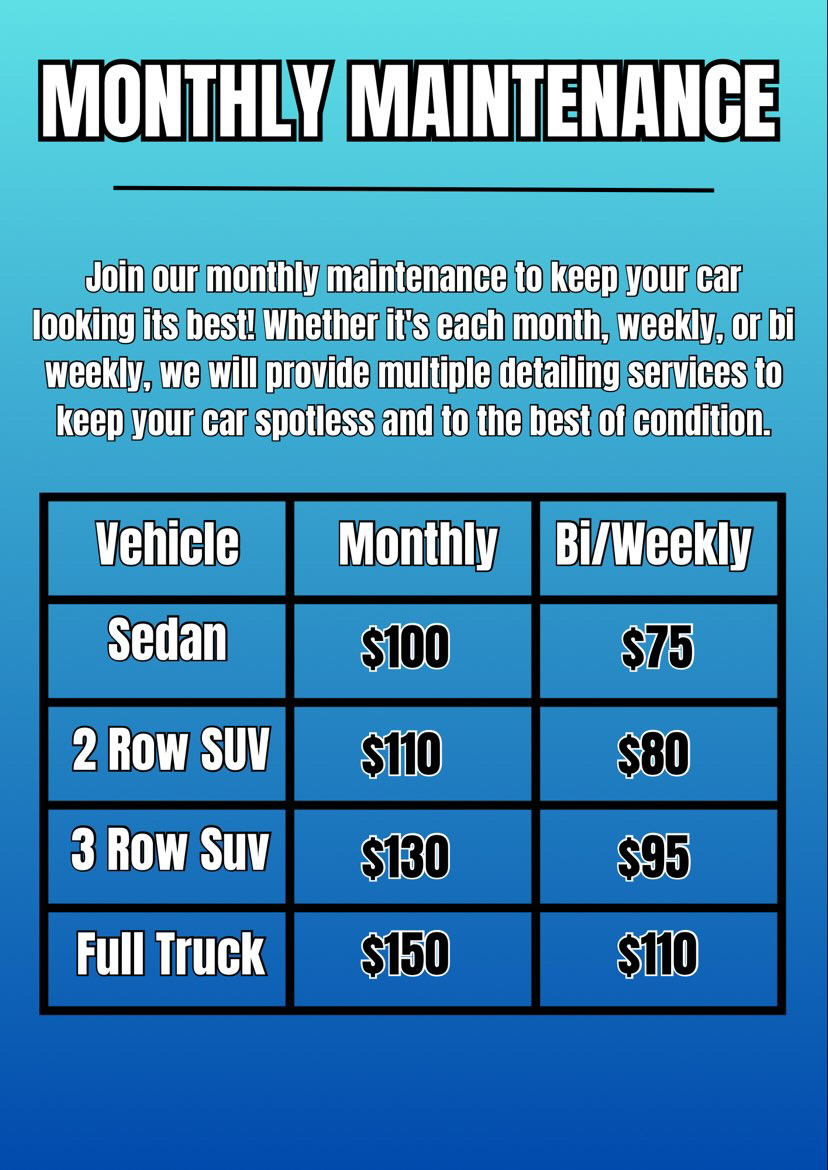 MONTHLY MAINTENANCE
Join our monthly maintenance to keep your car
looking its best! Whether it's each month, weekly, or bi
weekly, we will provide multiple detailing services to
keep your car spotless and to the best of condition.
Vehicle Monthly Bi/Weekly
Sedan $100 $75
2 Row SUV $110 $80
3 Row Suv $130 $95
Full Truck $150 $110